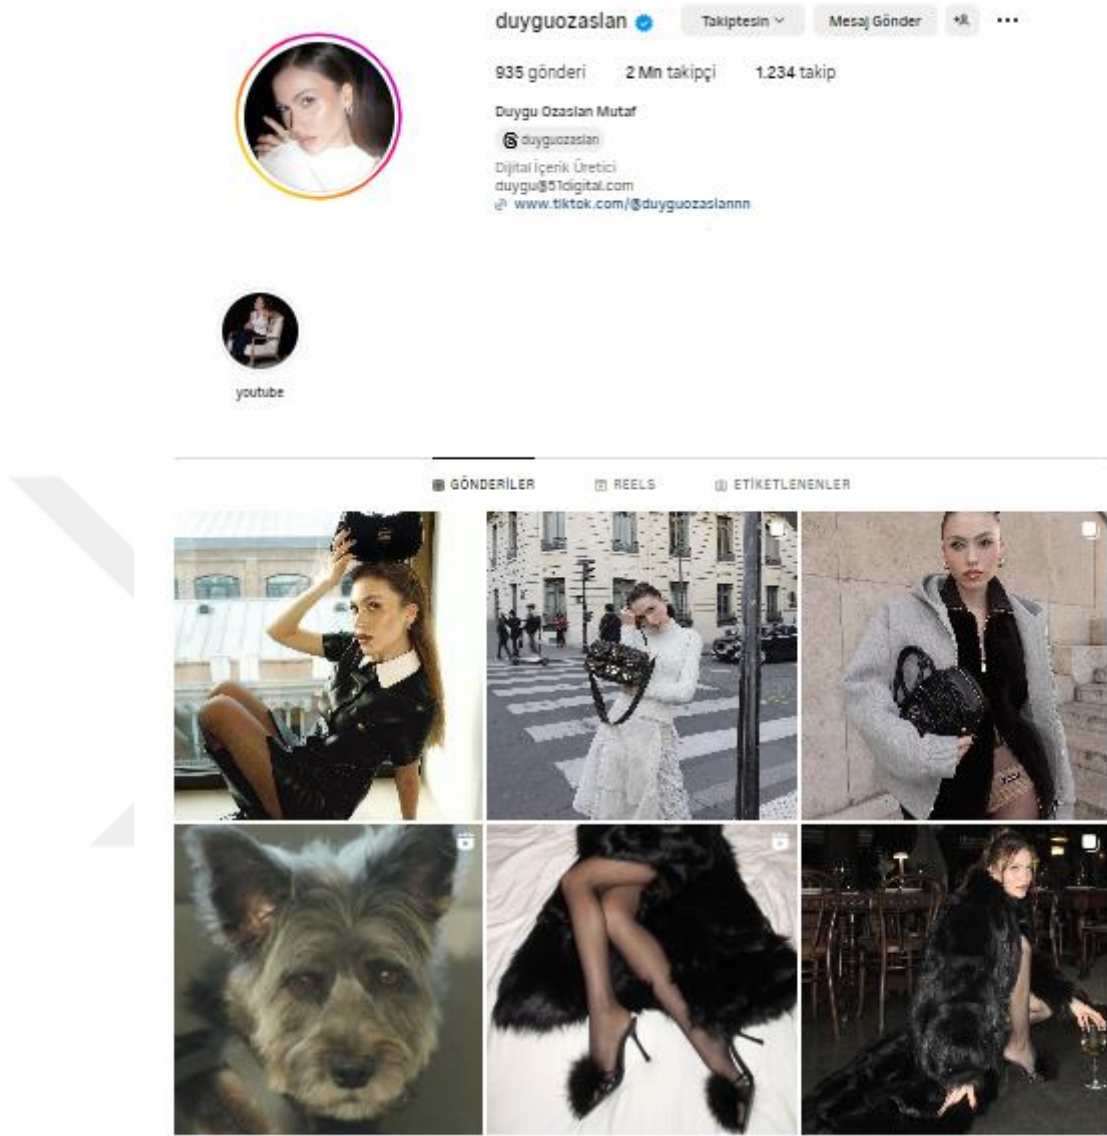 duyguozaslan
Takiptesin
Mesaj Gönder
935 gönderi 2 Mn takipçi 1.234 takip
Duygu Ozaslan Mutaf
duyguozaslan
Dijital İçerik Üretici
duygu@51digital.com
www.tiktok.com/@duyguozaslannn
youtube
GÖNDERİLER
REELS
ETİKETLENENLER